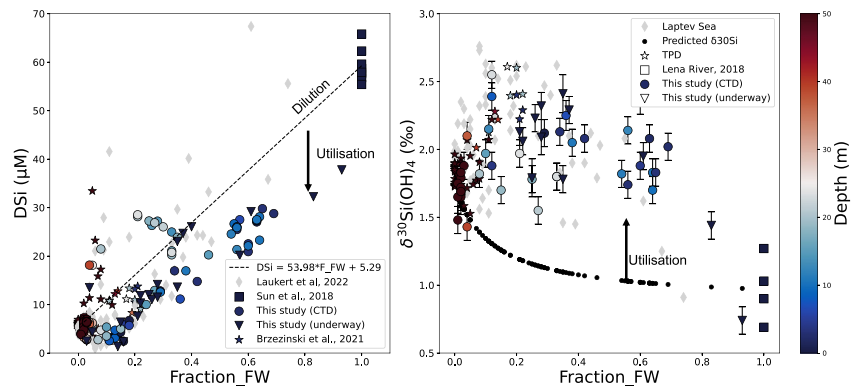 70
60
50
40
30
20
10
0
DSi (μM)
Dilution
Utilisation
DSi = 53.98*F_FW + 5.29
Laukert et al, 2022
Sun et al., 2018
This study (CTD)
This study (underway)
Brzezinski et al., 2021
0.0 0.2 0.4 0.6 0.8 1.0
Fraction_FW
3.0
2.5
2.0
1.5
1.0
0.5
δ³⁰Si(OH)₄ (‰)
Laptev Sea
Predicted δ30Si
TPD
Lena River, 2018
This study (CTD)
This study (underway)
Utilisation
0.0 0.2 0.4 0.6 0.8 1.0
Fraction_FW
50
40
30
20
10
0
Depth (m)